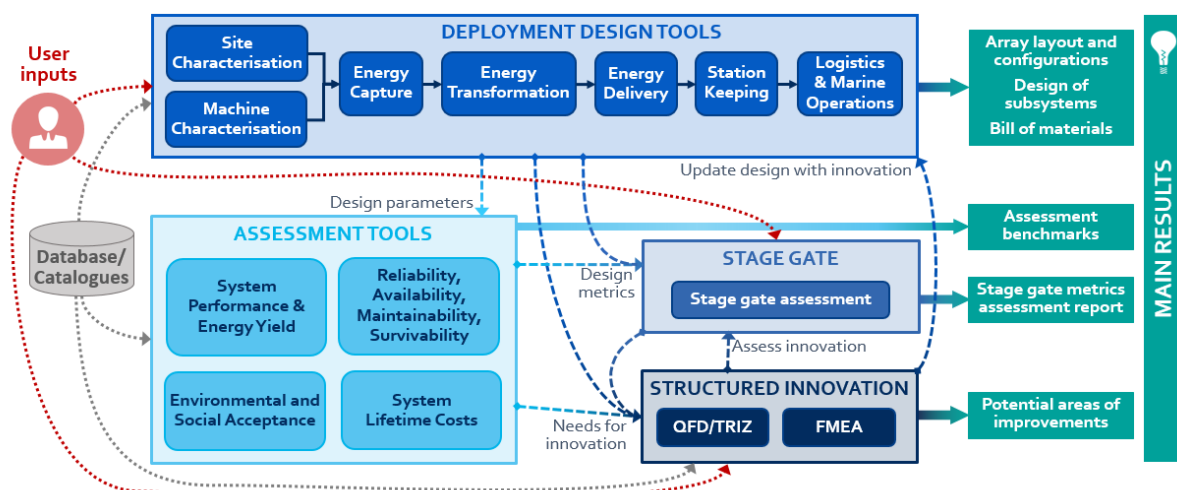 DEPLOYMENT DESIGN TOOLS
User
inputs
Site
Characterisation
Machine
Characterisation
Energy
Capture
Energy
Transformation
Energy
Delivery
Station
Keeping
Logistics
& Marine
Operations
Array layout and
configurations
Design of
subsystems
Bill of materials
MAIN RESULTS
Update design with innovation
Design parameters
Database/
Catalogues
ASSESSMENT TOOLS
System
Performance &
Energy Yield
Reliability,
Availability,
Maintainability,
Survivability
Environmental and
Social Acceptance
System
Lifetime Costs
Assessment
benchmarks
Design
metrics
STAGE GATE
Stage gate assessment
Stage gate metrics
assessment report
Assess innovation
Needs for
innovation
STRUCTURED INNOVATION
QFD/TRIZ
FMEA
Potential areas of
improvements